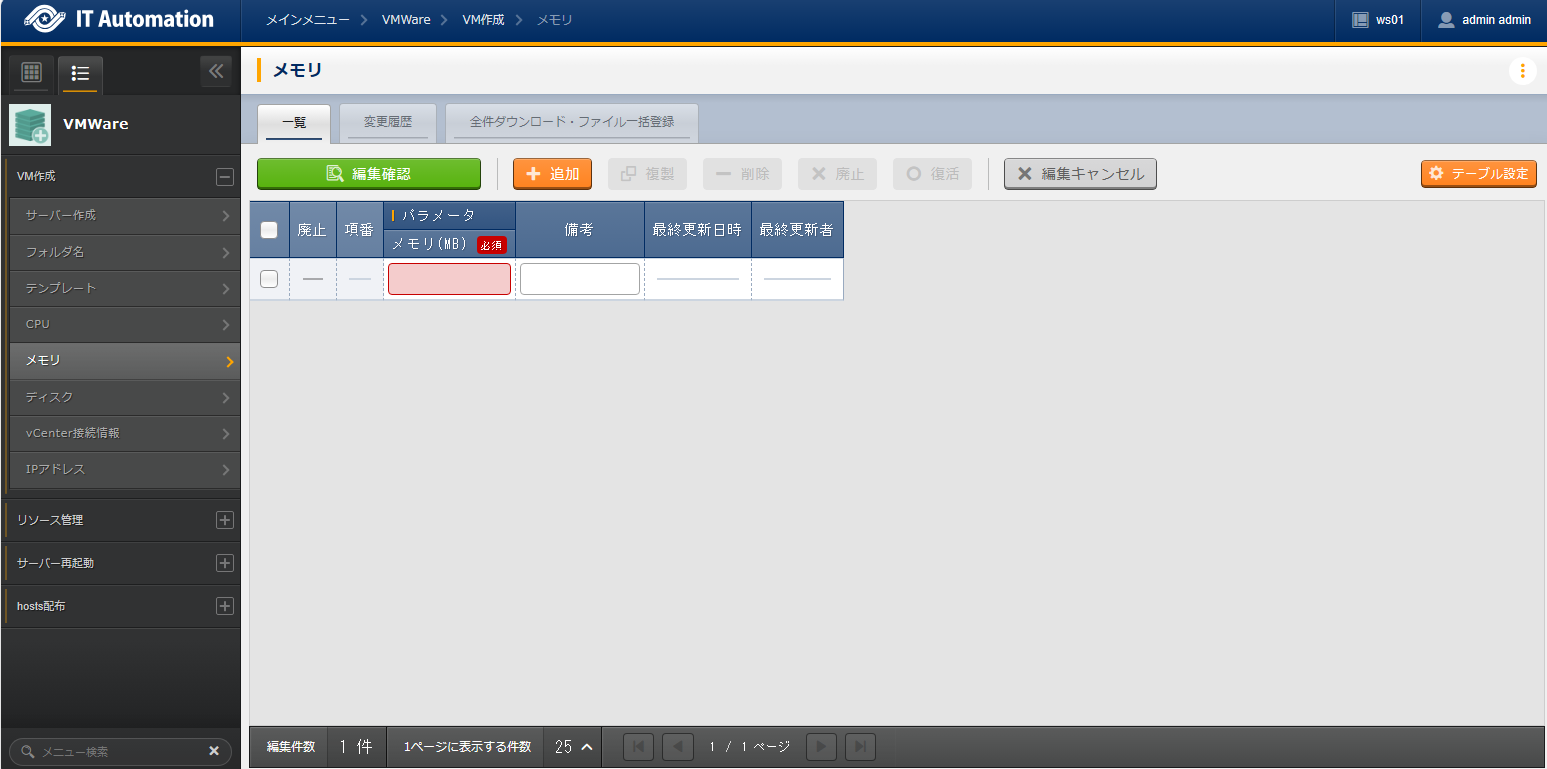 IT Automation
メインメニュー
VMWare
VM作成
メモリ
ws01
admin admin
VMWare
VM作成
サーバー作成
フォルダ名
テンプレート
CPU
メモリ
ディスク
vCenter接続情報
IPアドレス
リソース管理
サーバー再起動
hosts配布
メニュー検索
メモリ
一覧
変更履歴
全件ダウンロード・ファイル一括登録
編集確認
追加
複製
削除
廃止
復活
編集キャンセル
テーブル設定
廃止
項番
パラメータ
メモリ(MB) 必須
備考
最終更新日時
最終更新者
編集件数
1 件
1ページに表示する件数
25
1 / 1 ページ